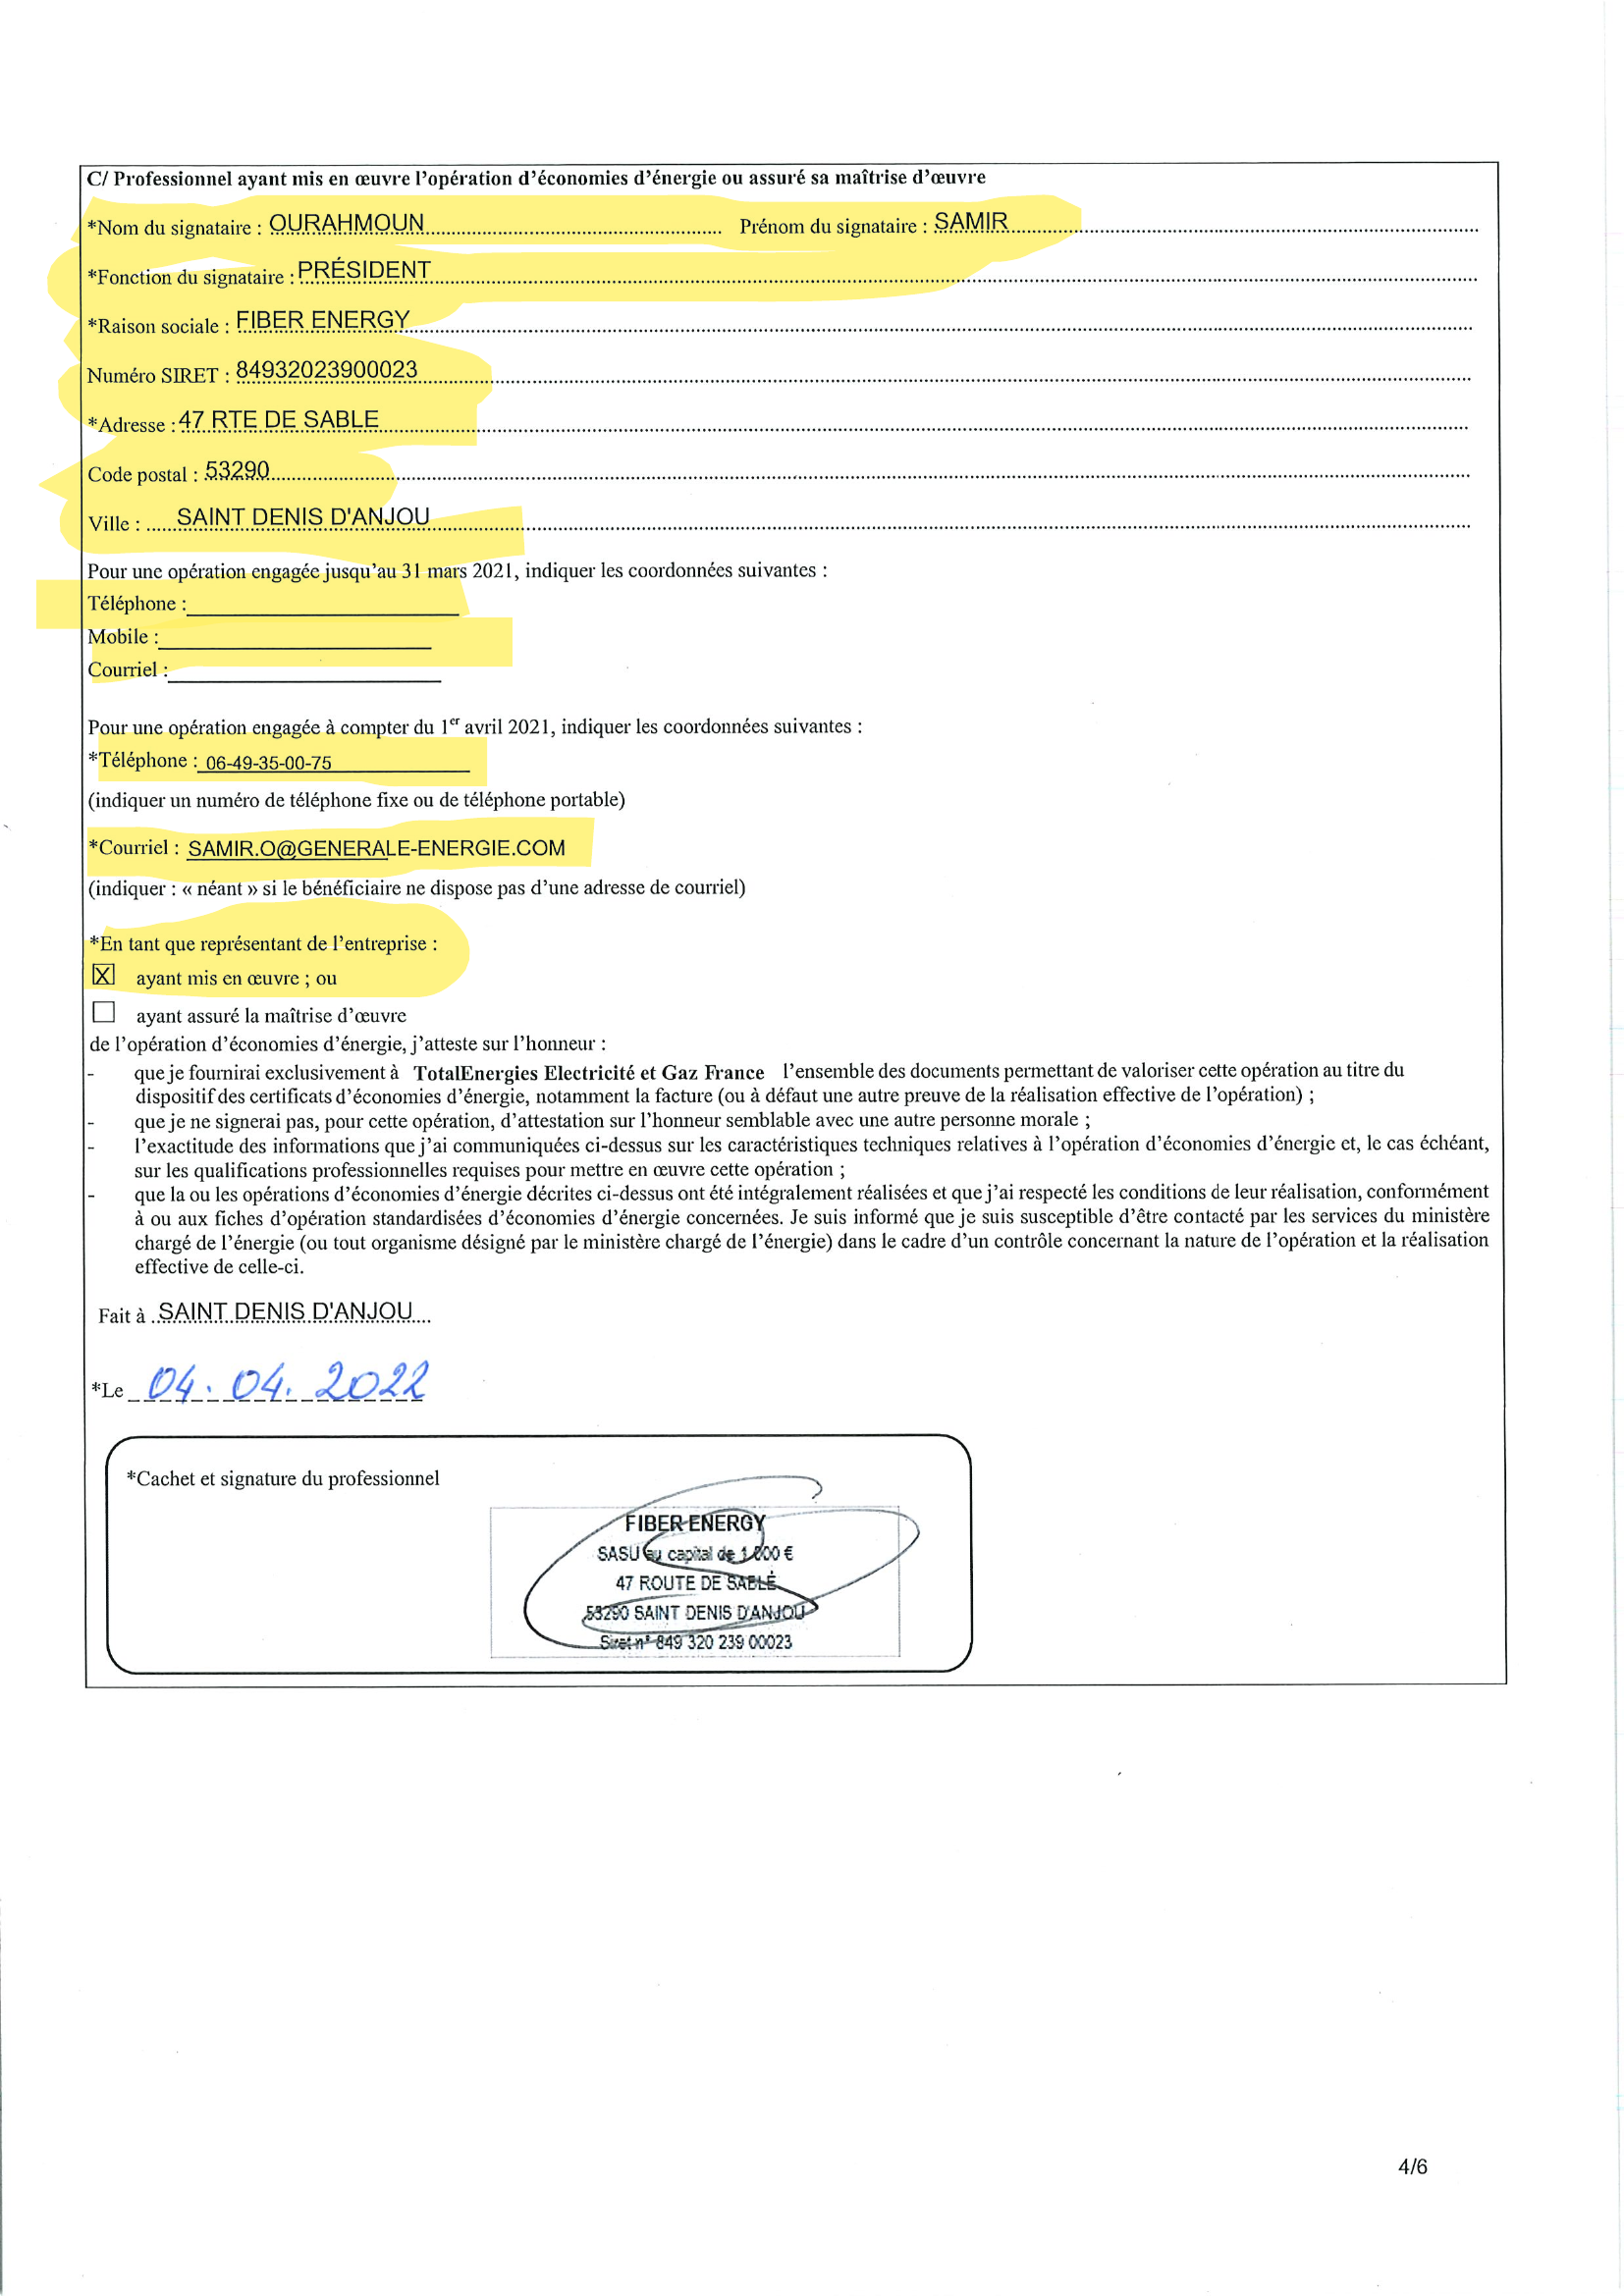 C/ Professionnel ayant mis en œuvre l'opération d'économies d'énergie ou assuré sa maîtrise d'œuvre
*Nom du signataire : OURAHMOUN Prénom du signataire : SAMIR
*Fonction du signataire : PRÉSIDENT
*Raison sociale : FIBER ENERGY
Numéro SIRET : 84932023900023
*Adresse : 47 RTE DE SABLE
Code postal : 53290
Ville : SAINT DENIS D'ANJOU
Pour une opération engagée jusqu'au 31 mars 2021, indiquer les coordonnées suivantes :
Téléphone :
Mobile :
Courriel :
Pour une opération engagée à compter du 1er avril 2021, indiquer les coordonnées suivantes :
*Téléphone : 06-49-35-00-75
(indiquer un numéro de téléphone fixe ou de téléphone portable)
*Courriel : SAMIR.O@GENERALE-ENERGIE.COM
(indiquer : « néant » si le bénéficiaire ne dispose pas d'une adresse de courriel)
*En tant que représentant de l'entreprise :
X ayant mis en œuvre ; ou
ayant assuré la maîtrise d'œuvre
de l'opération d'économies d'énergie, j'atteste sur l'honneur :
- que je fournirai exclusivement à TotalEnergies Electricité et Gaz France l'ensemble des documents permettant de valoriser cette opération au titre du
dispositif des certificats d'économies d'énergie, notamment la facture (ou à défaut une autre preuve de la réalisation effective de l'opération) ;
- que je ne signerai pas, pour cette opération, d'attestation sur l'honneur semblable avec une autre personne morale ;
- l'exactitude des informations que j'ai communiquées ci-dessus sur les caractéristiques techniques relatives à l'opération d'économies d'énergie et, le cas échéant,
sur les qualifications professionnelles requises pour mettre en œuvre cette opération ;
- que la ou les opérations d'économies d'énergie décrites ci-dessus ont été intégralement réalisées et que j'ai respecté les conditions de leur réalisation, conformément
à ou aux fiches d'opération standardisées d'économies d'énergie concernées. Je suis informé que je suis susceptible d'être contacté par les services du ministère
chargé de l'énergie (ou tout organisme désigné par le ministère chargé de l'énergie) dans le cadre d'un contrôle concernant la nature de l'opération et la réalisation
effective de celle-ci.
Fait à SAINT DENIS D'ANJOU
*Le 04.04.2022
*Cachet et signature du professionnel
FIBER ENERGY
SASU au capital de 1 000 €
47 ROUTE DE SABLÉ
53290 SAINT DENIS D'ANJOU
Siret n° 849 320 239 00023
4/6